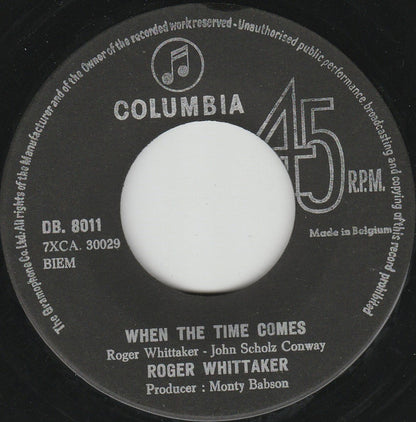 The Gramophone Co.Ltd. All rights of the Manufacturer and of the Owner of the recorded work reserved - Unauthorised public performance broadcasting and copying of this record prohibited
COLUMBIA
45
R.P.M.
DB. 8011
7XCA. 30029
BIEM
Made in Belgium
WHEN THE TIME COMES
Roger Whittaker - John Scholz Conway
ROGER WHITTAKER
Producer : Monty Babson